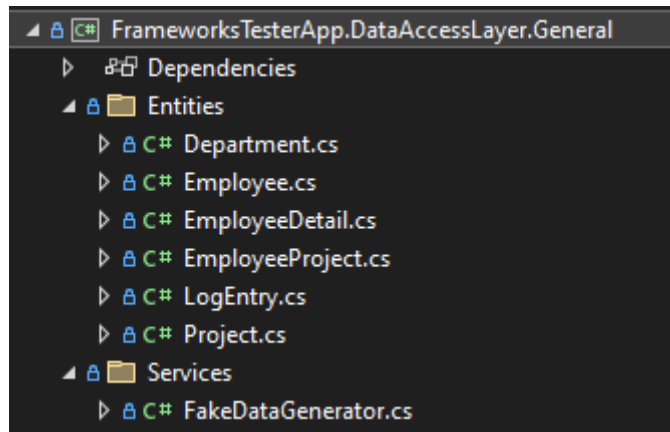 C# FrameworksTesterApp.DataAccessLayer.General
Dependencies
Entities
C# Department.cs
C# Employee.cs
C# EmployeeDetail.cs
C# EmployeeProject.cs
C# LogEntry.cs
C# Project.cs
Services
C# FakeDataGenerator.cs